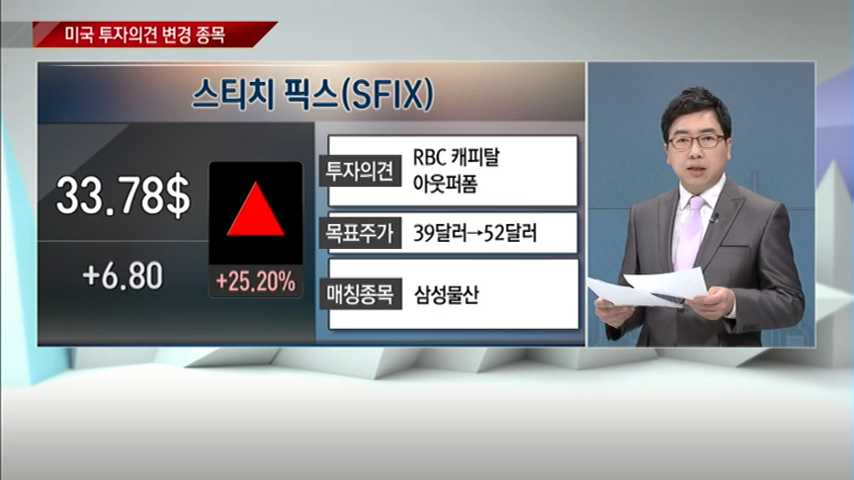 미국 투자의견 변경 종목
스티치 픽스(SFIX)
33.78$
+6.80
+25.20%
투자의견
RBC 캐피탈
아웃퍼폼
목표주가
39달러→52달러
매칭종목
삼성물산